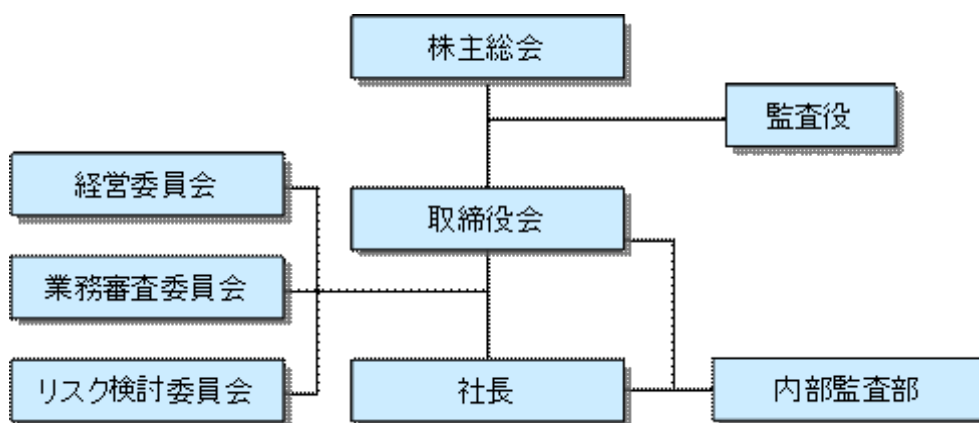 株主総会
監査役
経営委員会
取締役会
業務審査委員会
リスク検討委員会
社長
内部監査部